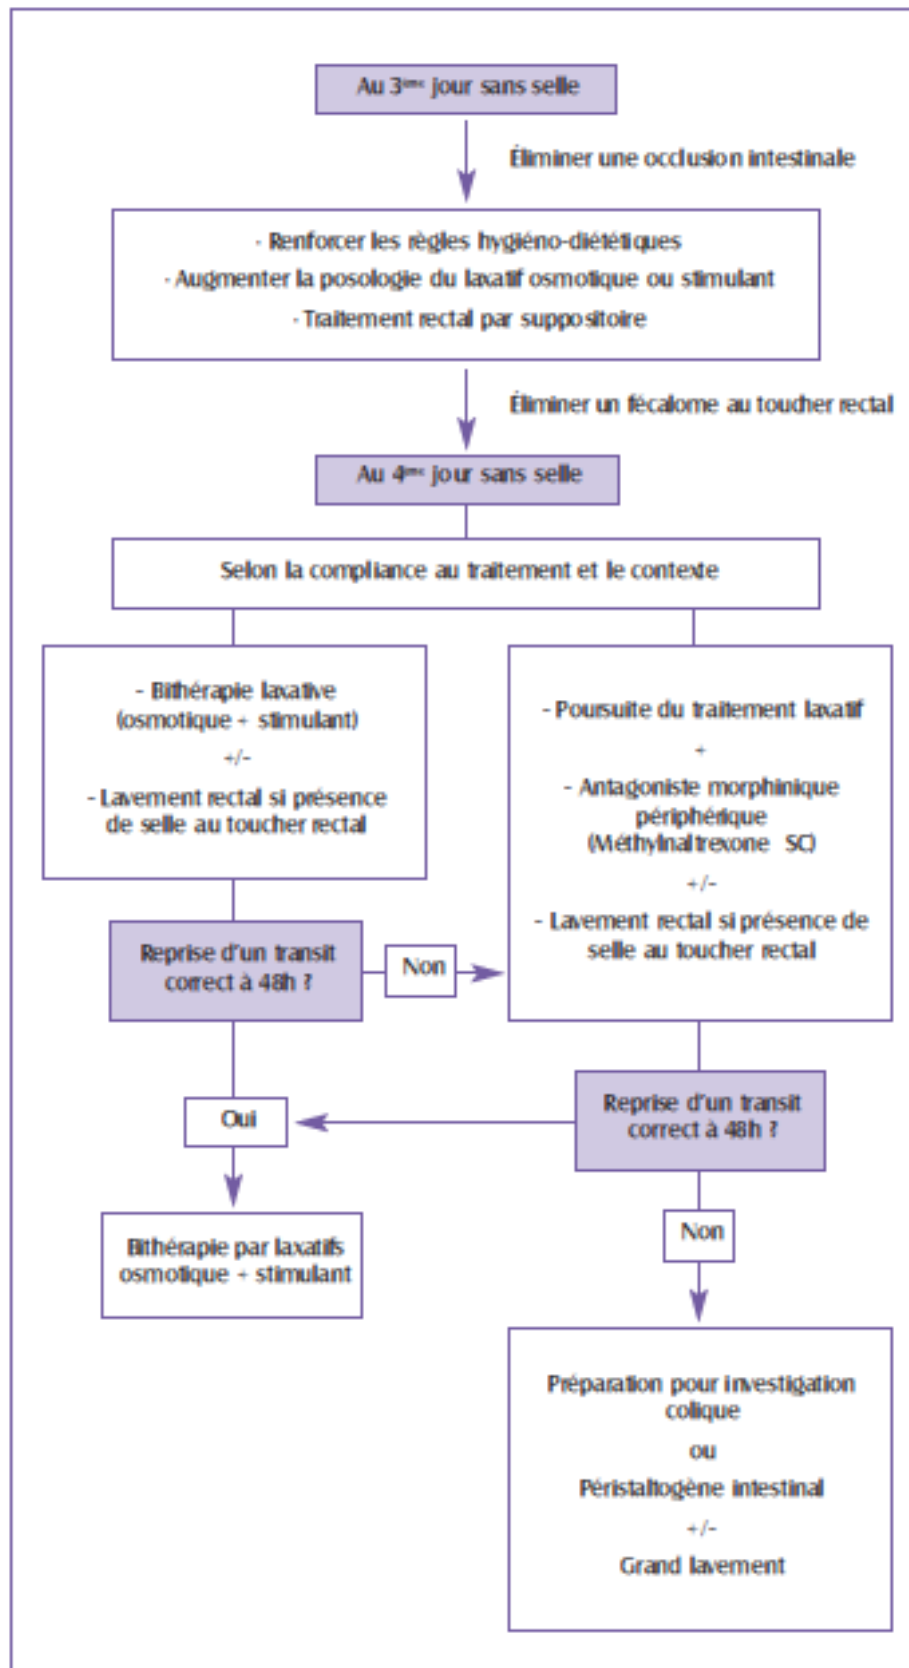 Au 3ème jour sans selle
Éliminer une occlusion intestinale
- Renforcer les règles hygiéno-diététiques
- Augmenter la posologie du laxatif osmotique ou stimulant
- Traitement rectal par suppositoire
Éliminer un fécalome au toucher rectal
Au 4ème jour sans selle
Selon la compliance au traitement et le contexte
- Bithérapie laxative
(osmotique + stimulant)
+/-
- Lavement rectal si présence
de selle au toucher rectal
- Poursuite du traitement laxatif
+
- Antagoniste morphinique
périphérique
(Méthylnaltrexone SC)
+/-
- Lavement rectal si présence de
selle au toucher rectal
Reprise d'un transit
correct à 48h ?
Non
Oui
Reprise d'un transit
correct à 48h ?
Bithérapie par laxatifs
osmotique + stimulant
Non
Préparation pour investigation
colique
ou
Péristaltogène intestinal
+/-
Grand lavement